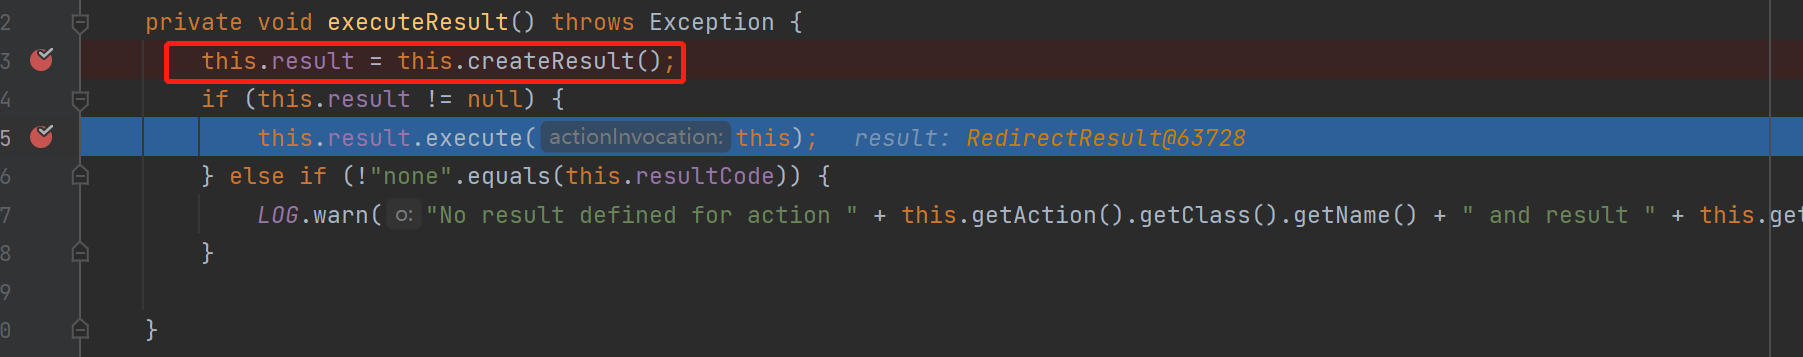 2 private void executeResult() throws Exception {
3 this.result = this.createResult();
4 if (this.result != null) {
5 this.result.execute( actionInvocation: this); result: RedirectResult@63728
6 } else if (!"none".equals(this.resultCode)) {
7 LOG.warn( o: "No result defined for action " + this.getAction().getClass().getName() + " and result " + this.get
8 }
9
0 }